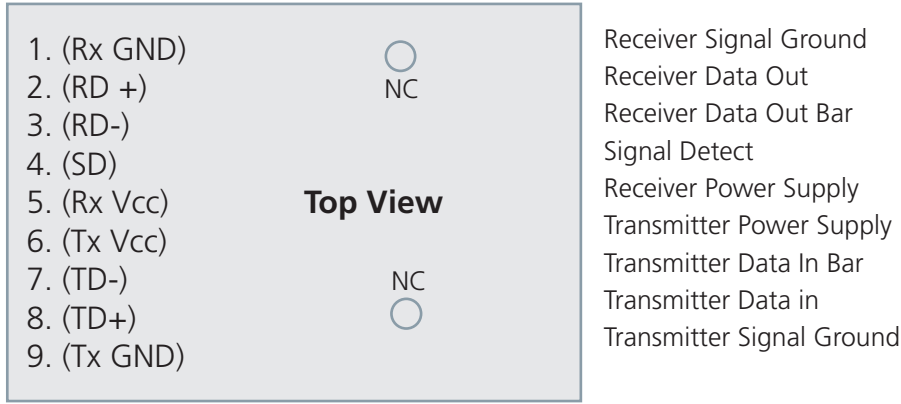 1. (Rx GND)
2. (RD +)
NC
3. (RD-)
4. (SD)
5. (Rx Vcc)
Top View
6. (Tx Vcc)
7. (TD-)
NC
8. (TD+)
9. (Tx GND)
Receiver Signal Ground
Receiver Data Out
Receiver Data Out Bar
Signal Detect
Receiver Power Supply
Transmitter Power Supply
Transmitter Data In Bar
Transmitter Data in
Transmitter Signal Ground